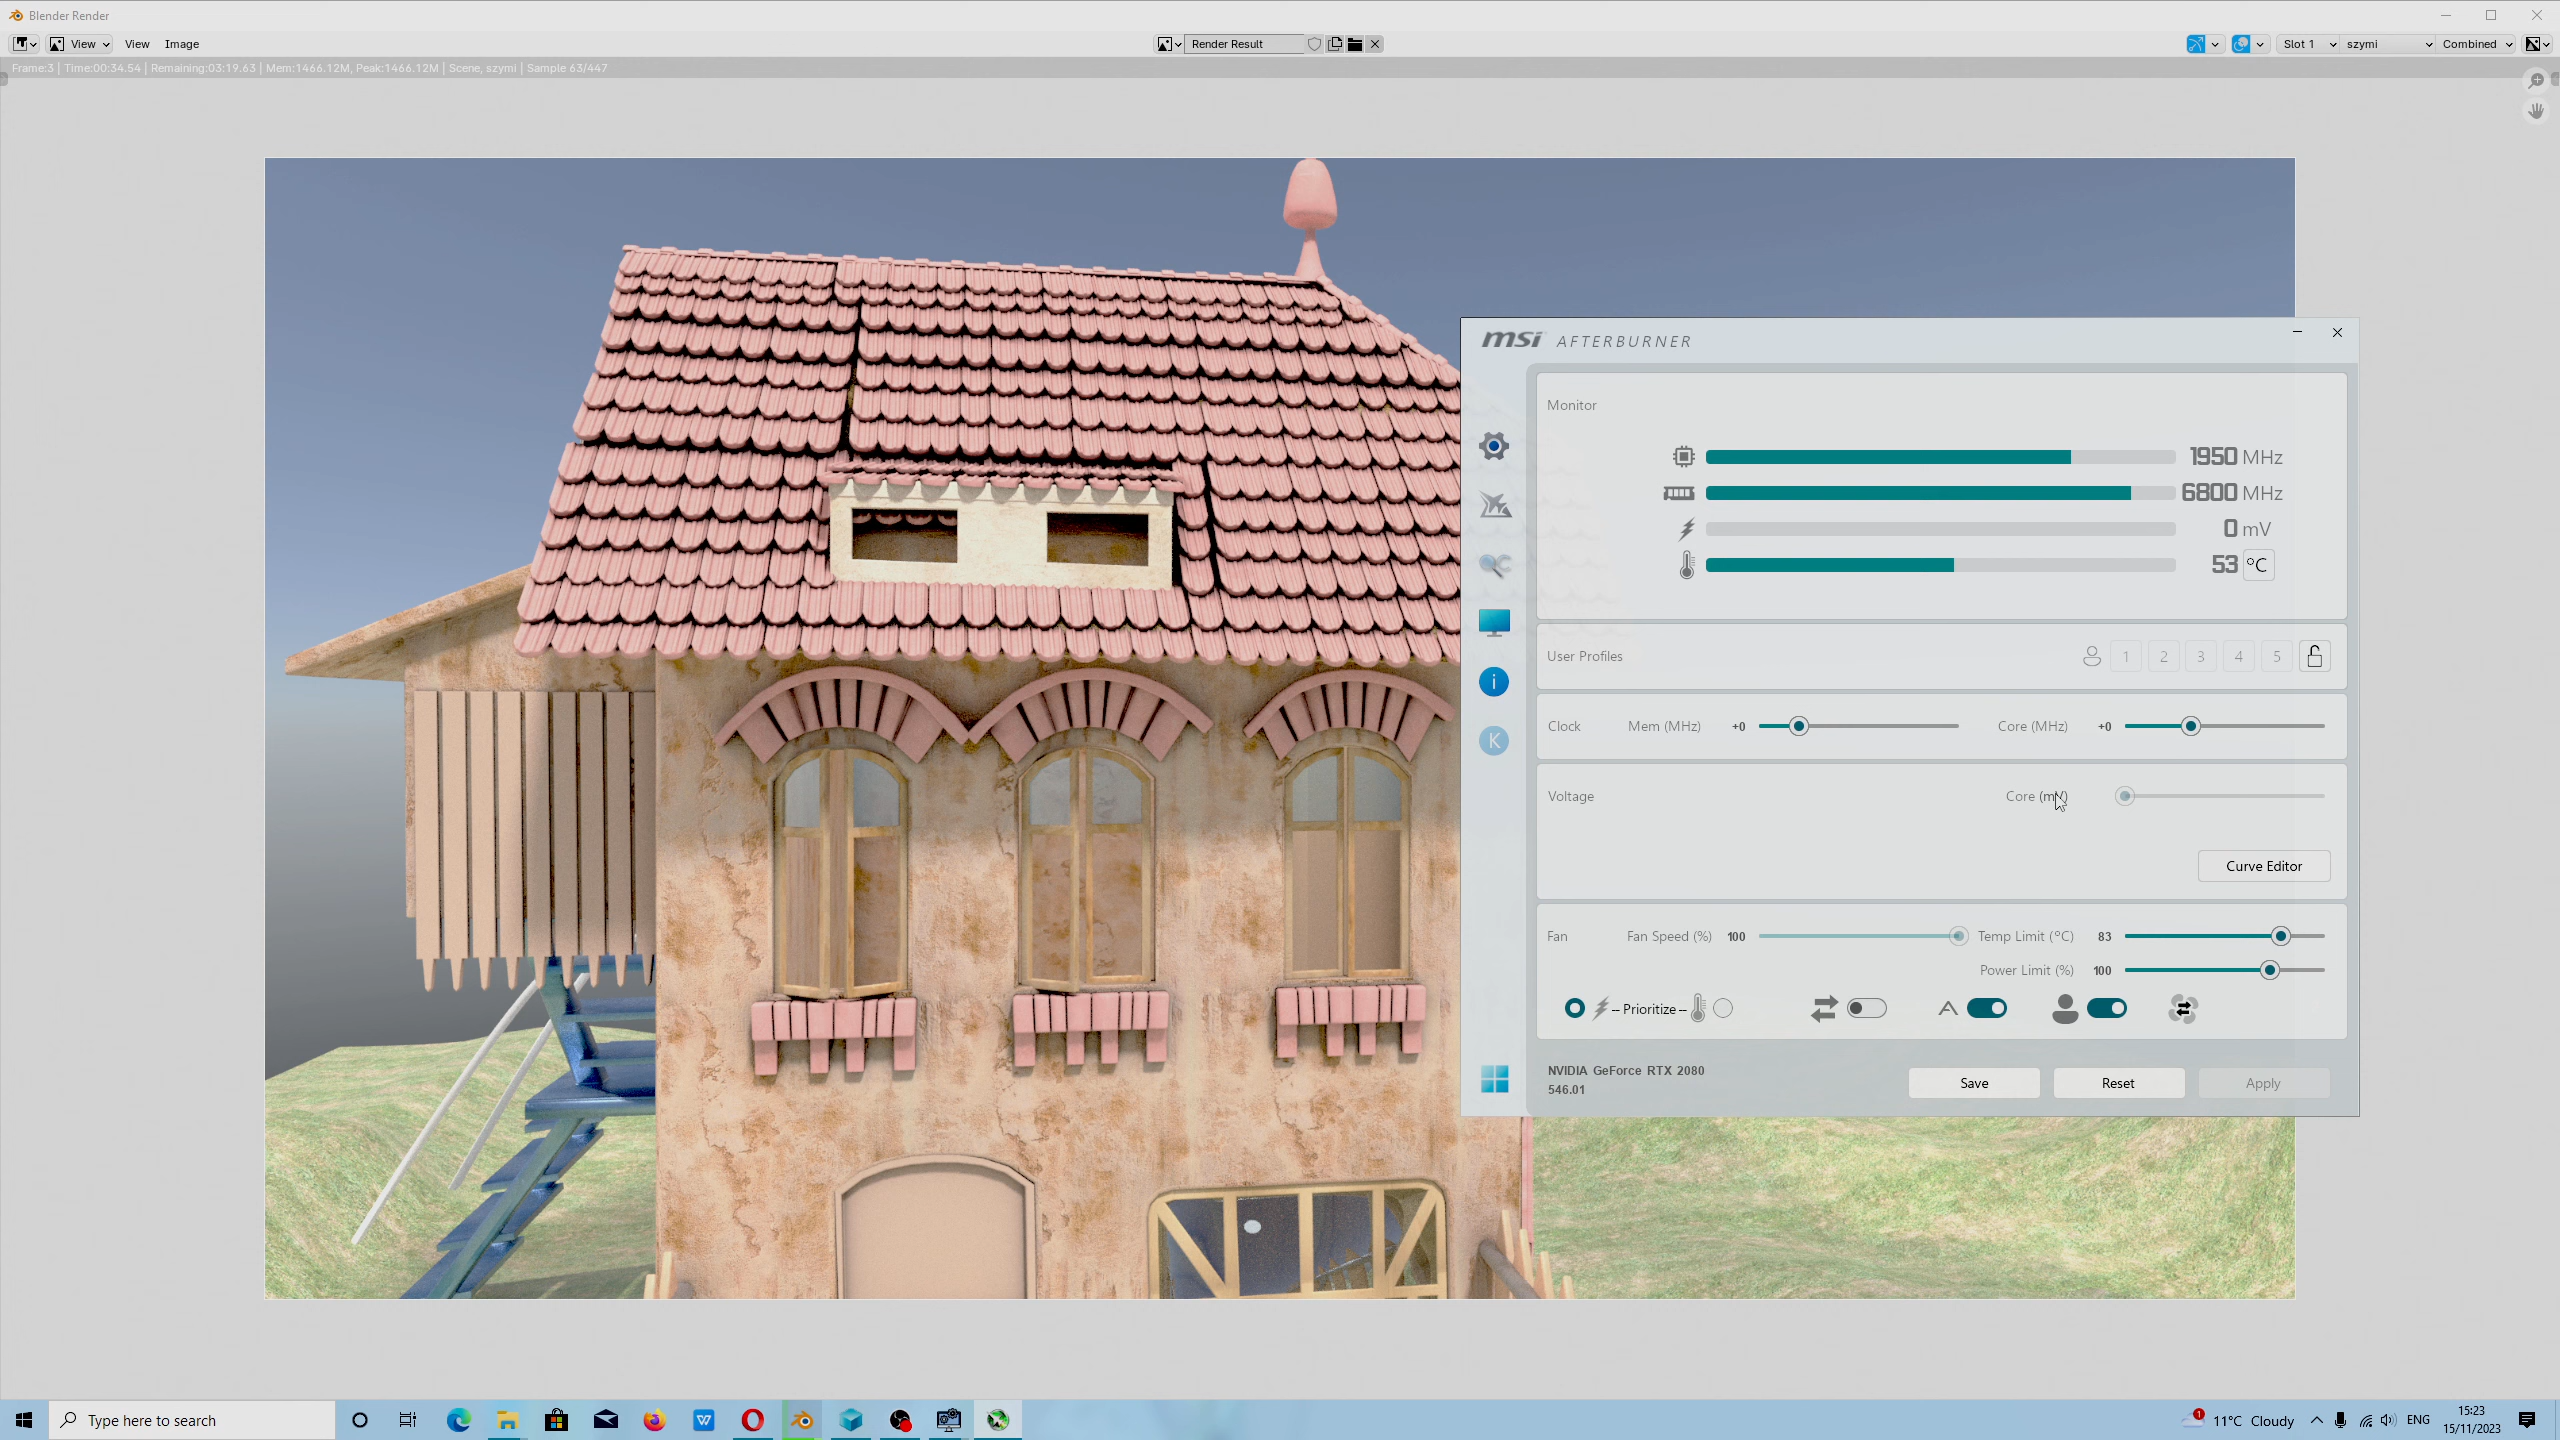 Blender Render
View View Image Render Result Slot 1 szymi Combined
Frame:3 | Time:00:34.54 | Remaining:03:19.63 | Mem:1466.12M, Peak:1466.12M | Scene, szymi | Sample 63/447
msi AFTERBURNER
Monitor
1950 MHz
6800 MHz
0 mV
53 °C
User Profiles 1 2 3 4 5
Clock Mem (MHz) +0 Core (MHz) +0
Voltage Core (mV)
Curve Editor
Fan Fan Speed (%) 100 Temp Limit (°C) 83
Power Limit (%) 100
-- Prioritize -- A
K
i
NVIDIA GeForce RTX 2080
546.01
Save Reset Apply
Type here to search
1 11°C Cloudy ENG
15:23
15/11/2023